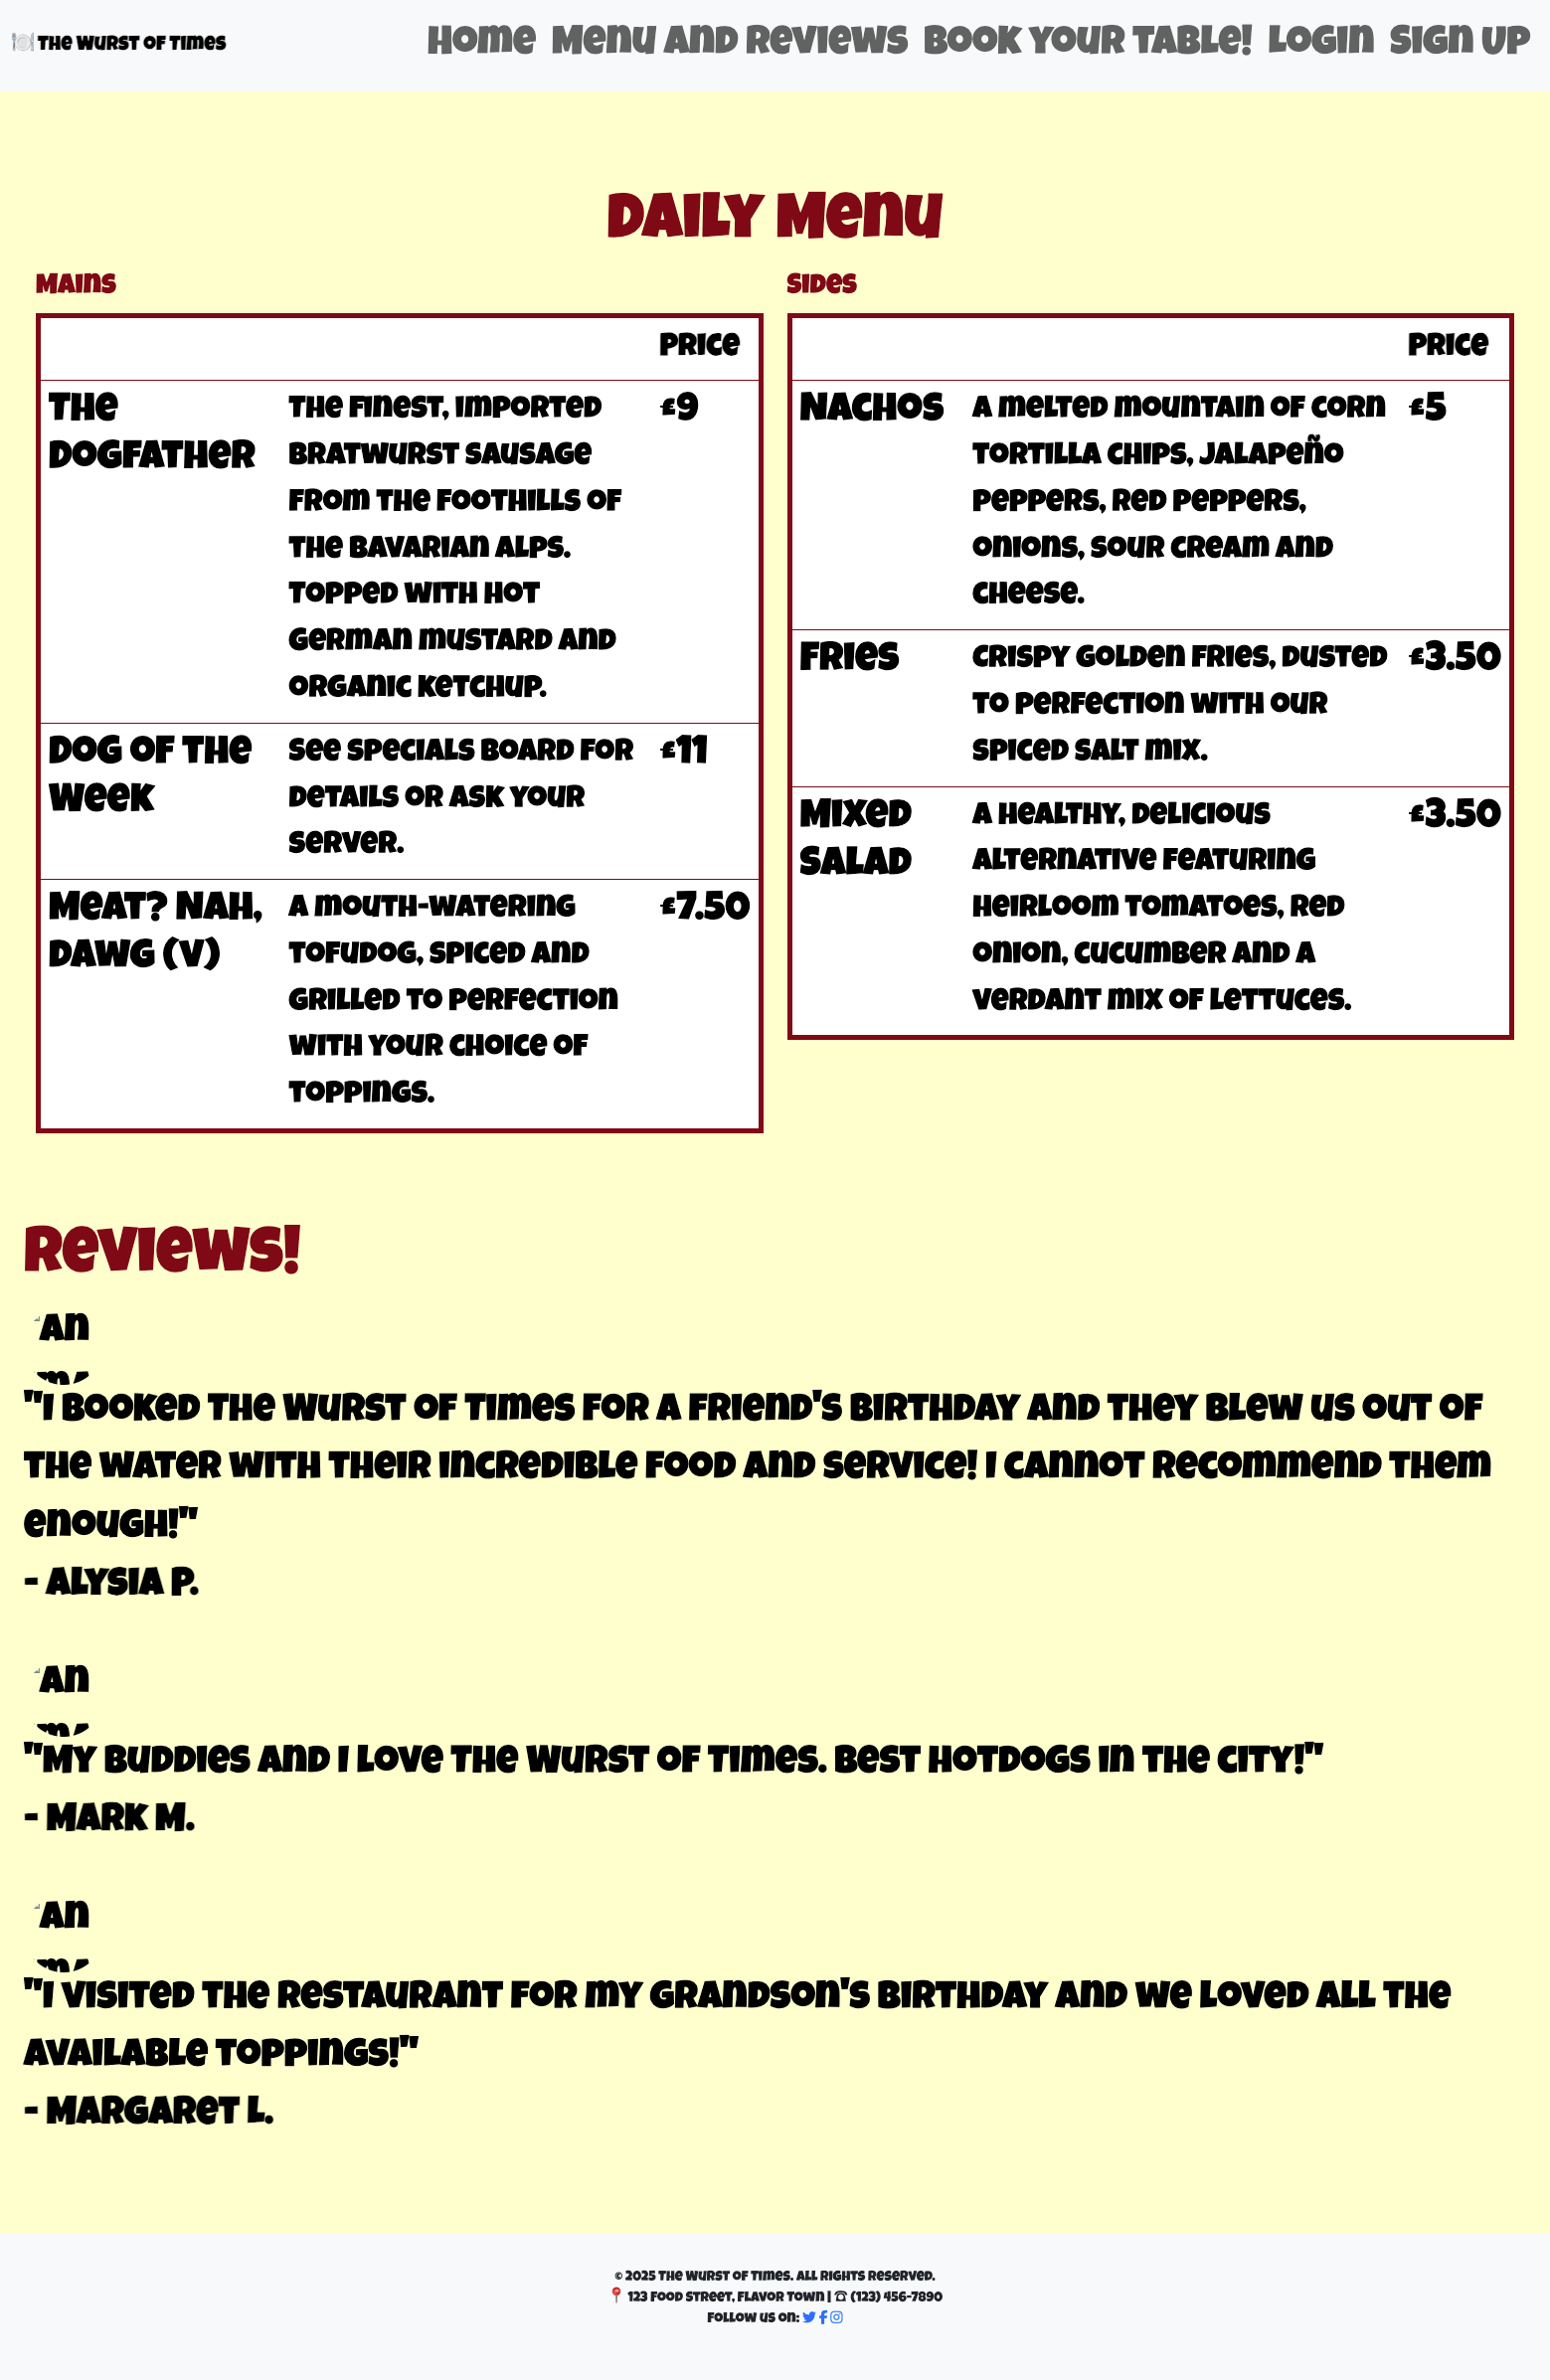 🍽️ The Wurst of Times
Home Menu and Reviews Book your table! Login Sign Up
Daily Menu
Mains
Price
The
Dogfather
The finest, imported
bratwurst sausage
from the foothills of
the Bavarian Alps.
Topped with hot
German mustard and
organic ketchup.
£9
Dog of the
Week
See specials board for
details or ask your
server.
£11
Meat? Nah,
Dawg (V)
A mouth-watering
tofudog, spiced and
grilled to perfection
with your choice of
toppings.
£7.50
Sides
Price
Nachos
A melted mountain of corn
tortilla chips, jalapeño
peppers, red peppers,
onions, sour cream and
cheese.
£5
Fries
Crispy golden fries, dusted
to perfection with our
spiced salt mix.
£3.50
Mixed
Salad
A healthy, delicious
alternative featuring
heirloom tomatoes, red
onion, cucumber and a
verdant mix of lettuces.
£3.50
Reviews!
An
"I booked The Wurst of Times for a friend's birthday and they blew us out of
the water with their incredible food and service! I cannot recommend them
enough!"
- Alysia P.
An
"My buddies and I love The Wurst of Times. Best hotdogs in the city!"
- Mark M.
An
"I visited the restaurant for my grandson's birthday and we loved all the
available toppings!"
- Margaret L.
© 2025 The Wurst of Times. All rights reserved.
📍 123 Food Street, Flavor Town | ☎ (123) 456-7890
Follow us on: